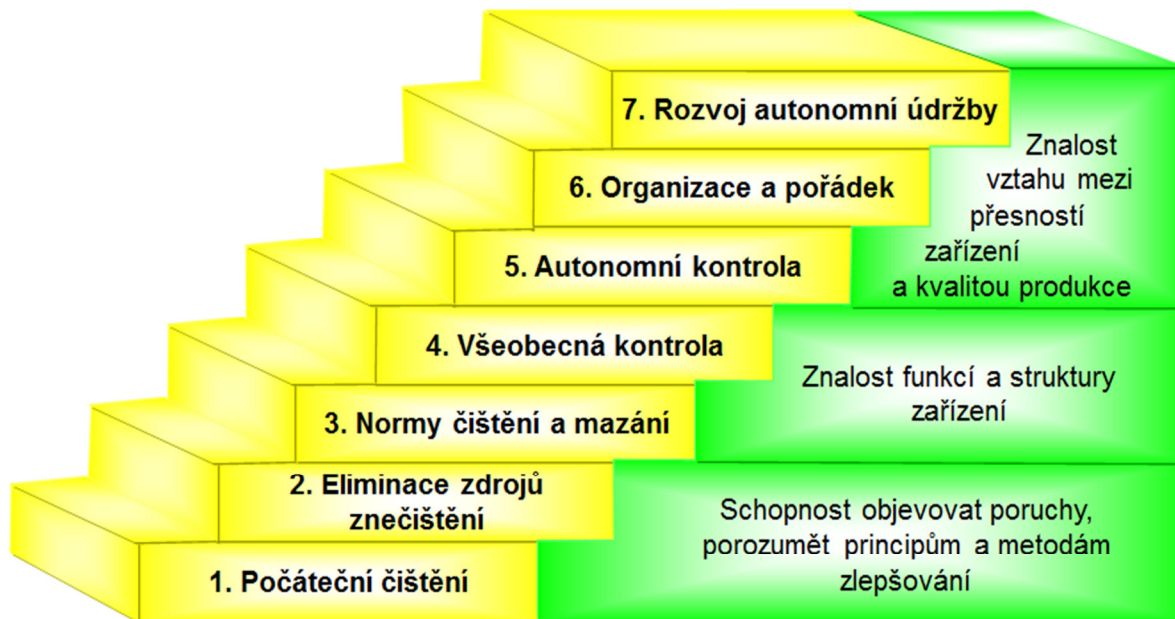 7. Rozvoj autonomní údržby
6. Organizace a pořádek
5. Autonomní kontrola
4. Všeobecná kontrola
3. Normy čištění a mazání
2. Eliminace zdrojů
znečištění
1. Počáteční čištění
Znalost
vztahu mezi
přesností
zařízení
a kvalitou produkce
Znalost funkcí a struktury
zařízení
Schopnost objevovat poruchy,
porozumět principům a metodám
zlepšování